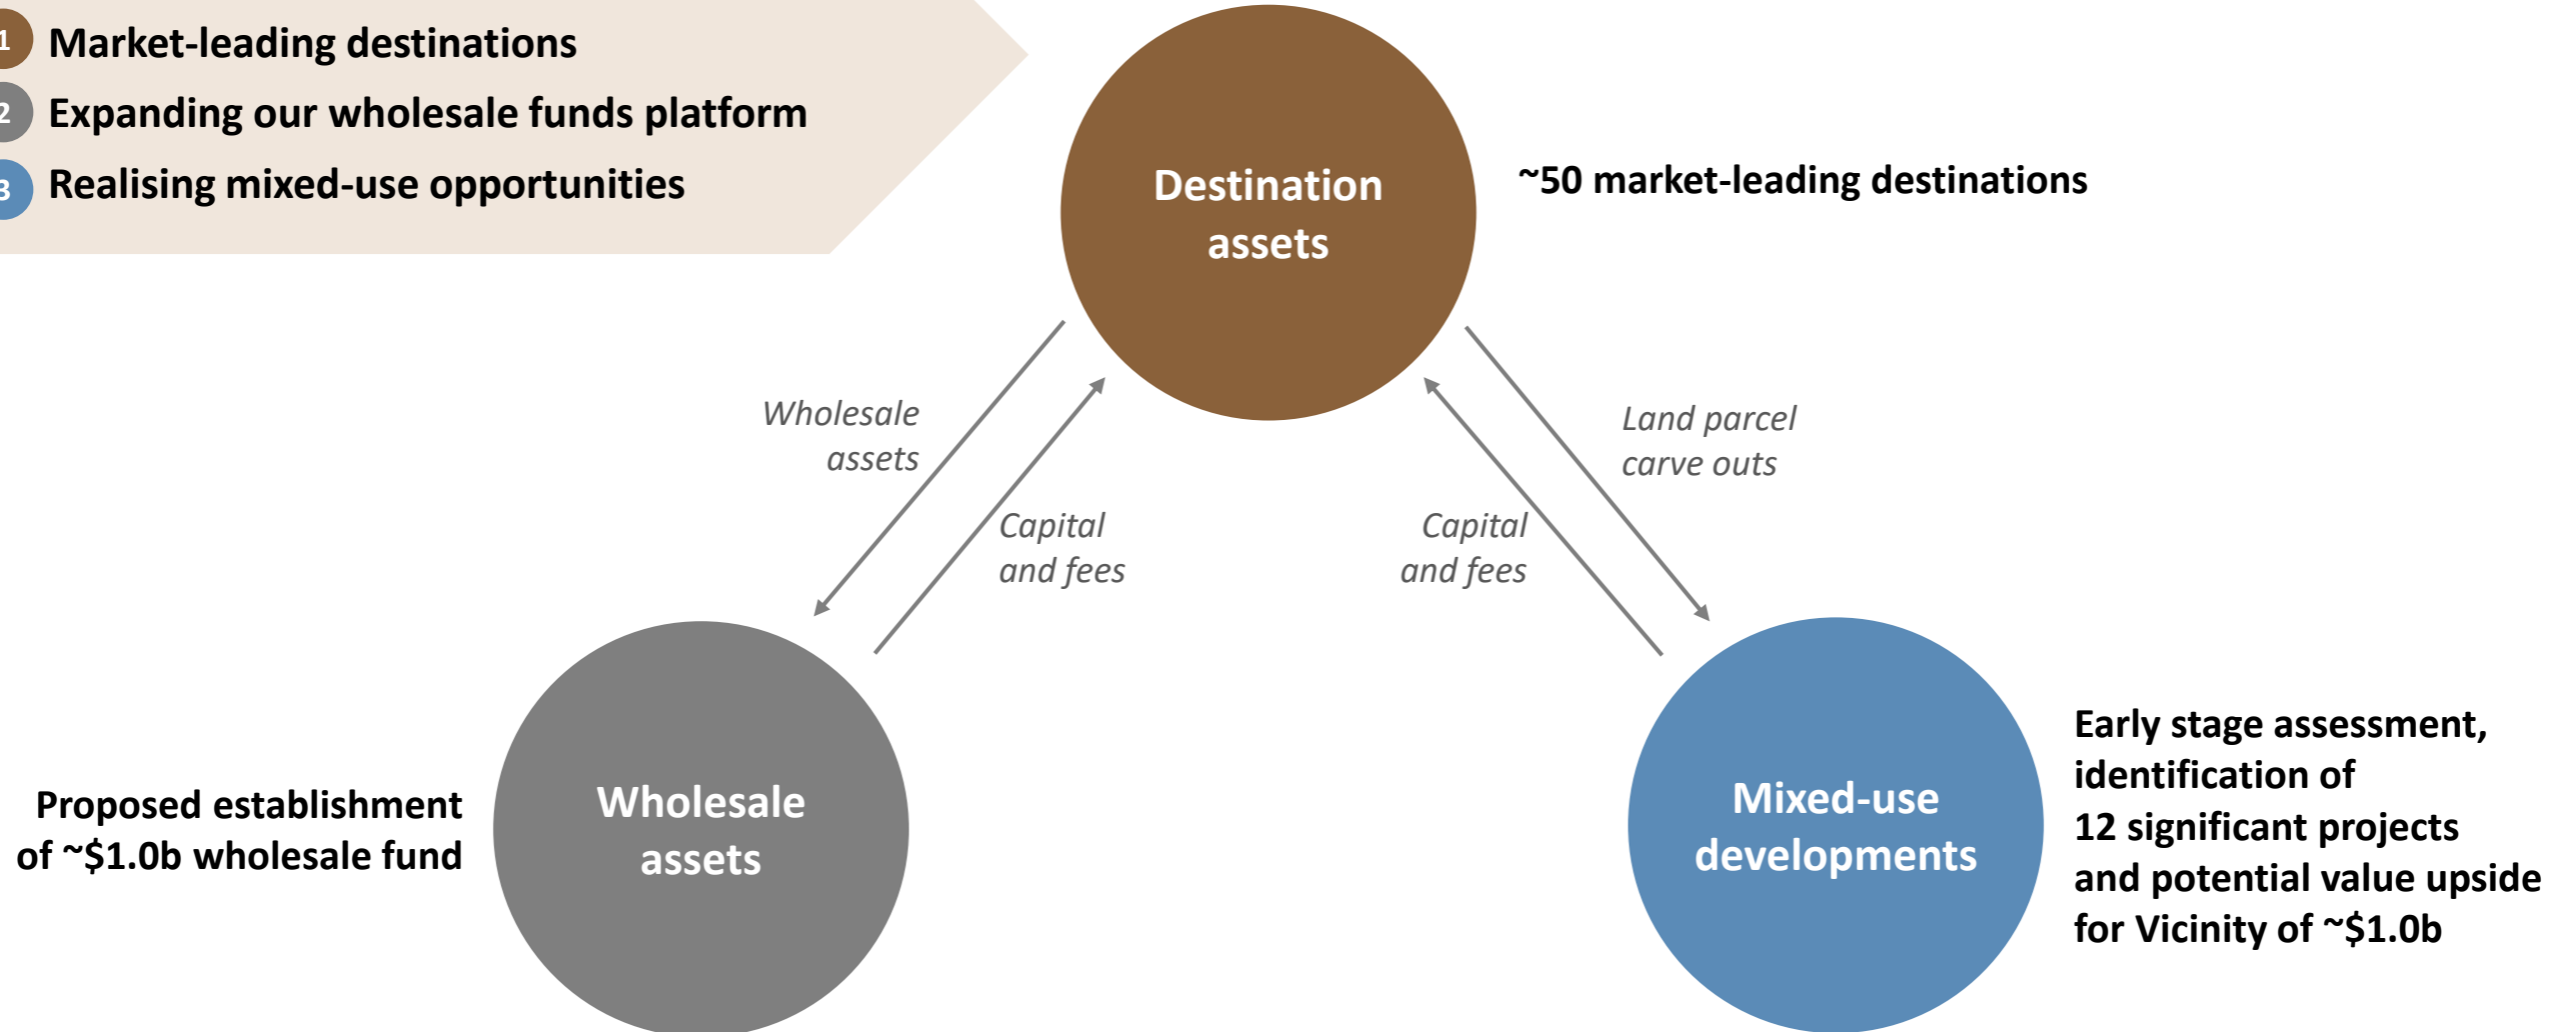 1 Market-leading destinations
2 Expanding our wholesale funds platform
3 Realising mixed-use opportunities
Destination
assets
~50 market-leading destinations
Wholesale
assets
Capital
and fees
Capital
and fees
Land parcel
carve outs
Proposed establishment
of ~$1.0b wholesale fund
Wholesale
assets
Mixed-use
developments
Early stage assessment,
identification of
12 significant projects
and potential value upside
for Vicinity of ~$1.0b